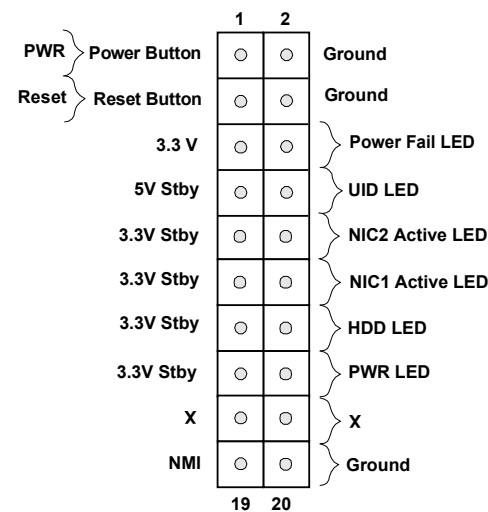 1 2
PWR Power Button Ground
Reset Reset Button Ground
3.3 V Power Fail LED
5V Stby UID LED
3.3V Stby NIC2 Active LED
3.3V Stby NIC1 Active LED
3.3V Stby HDD LED
3.3V Stby PWR LED
X X
NMI Ground
19 20